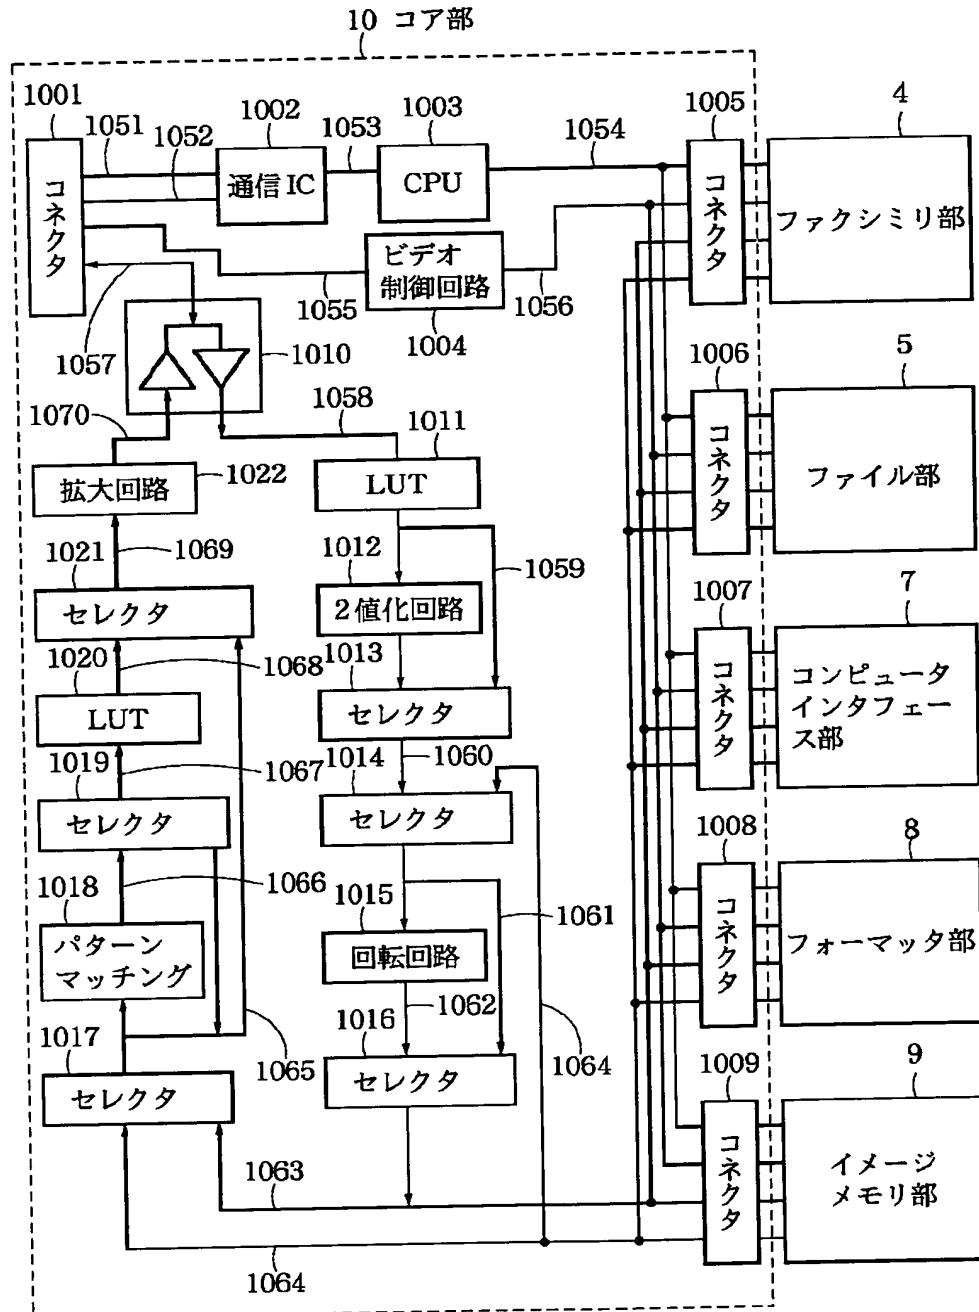 10 コア部
1001
1051
1052
1002
1053
1003
1054
1005
4
コネクタ
通信 IC
CPU
コネクタ
ファクシミリ部
ビデオ
制御回路
1055
1004
1056
1057
1010
1006
5
コネクタ
ファイル部
1070
1058
1011
拡大回路
1022
LUT
1021
1069
1012
1059
セレクタ
2値化回路
1007
7
コネクタ
コンピュータ
インタフェー
ス部
1020
1068
1013
LUT
セレクタ
1019
1067
1014
1060
セレクタ
セレクタ
1008
8
コネクタ
フォーマッタ部
1018
1066
1015
1061
パターン
マッチング
回転回路
1017
1065
1016
1062
1064
セレクタ
セレクタ
1009
9
コネクタ
イメージ
メモリ部
1063
1064